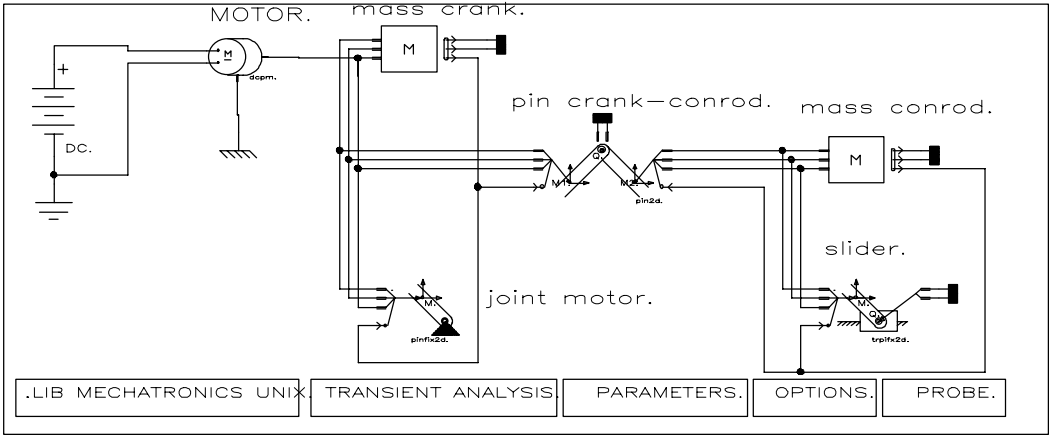 MOTOR.
mass crank.
M
M
dcpm.
+
DC.
pin crank-conrod.
mass conrod.
M
Q
M1.
M2.
pin2d.
slider.
joint motor.
M.
pinfix2d.
M.
Q
trpifx2d.
.LIB MECHATRONICS UNIX.
TRANSIENT ANALYSIS.
PARAMETERS.
OPTIONS.
PROBE.